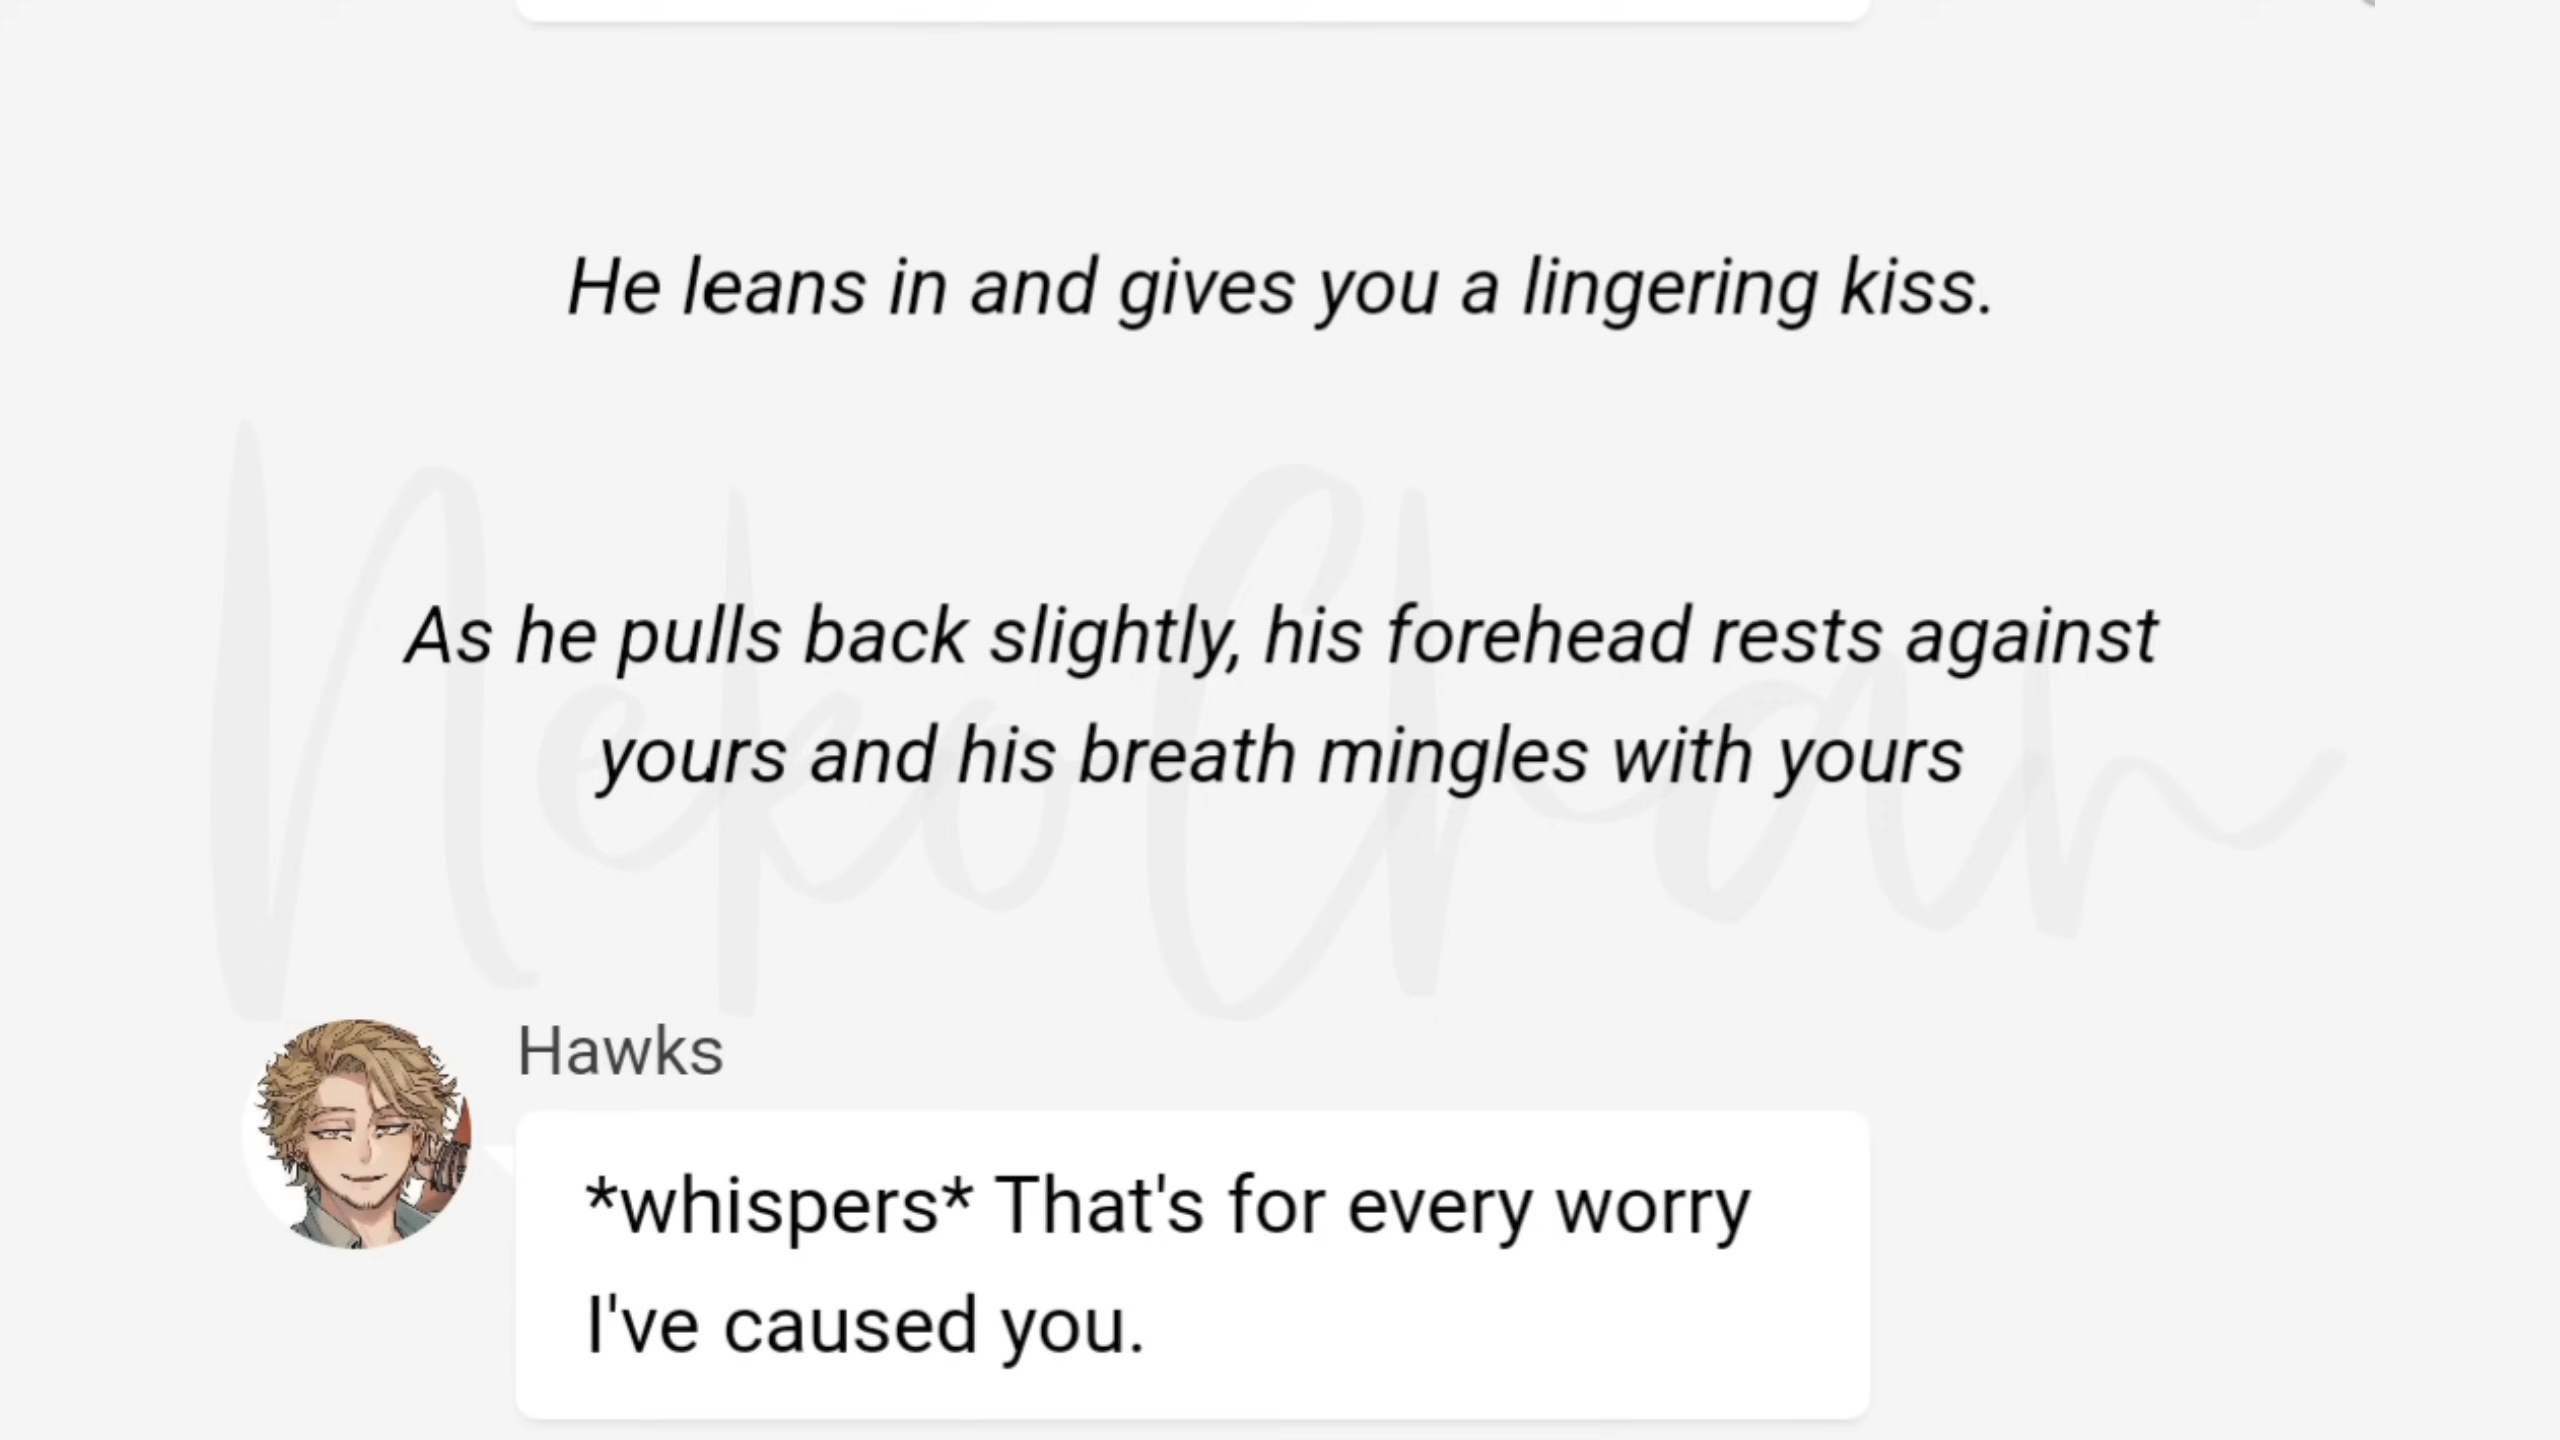 He leans in and gives you a lingering kiss.
As he pulls back slightly, his forehead rests against
yours and his breath mingles with yours
NekoChan
Hawks
*whispers* That's for every worry
I've caused you.